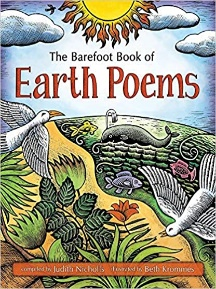 The Barefoot Book of
Earth Poems
compiled by Judith Nicholls illustrated by Beth Krommes